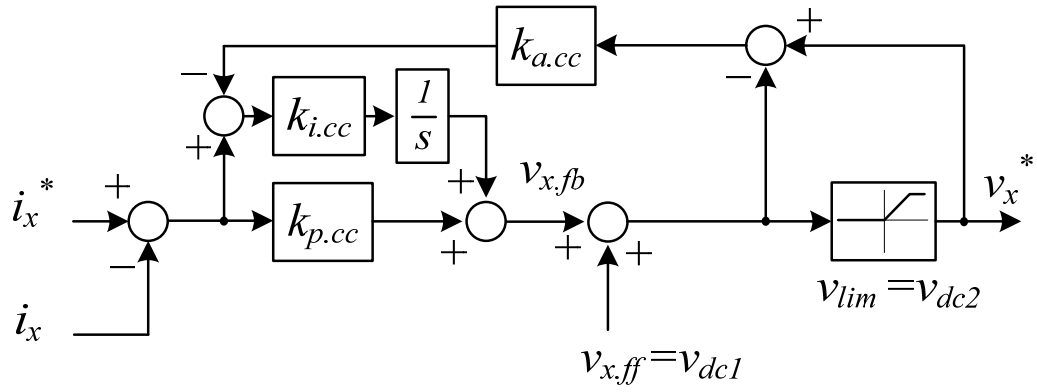 +
k_{a.cc}
−
−
k_{i.cc}
1
s
+
+
v_{x.fb}
v_x^*
i_x^*
+
k_{p.cc}
+
+
+
−
i_x
v_{lim}=v_{dc2}
v_{x.ff}=v_{dc1}